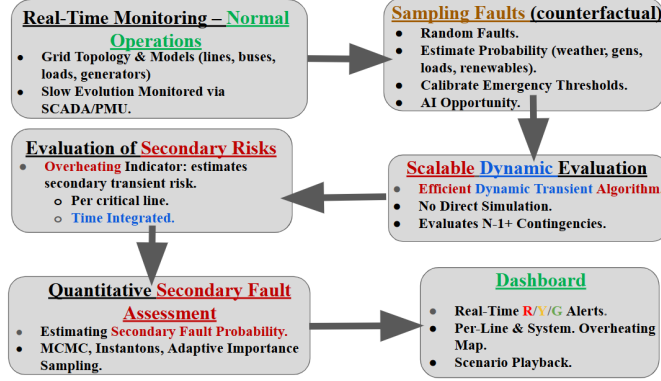 Real-Time Monitoring – Normal
Operations
● Grid Topology & Models (lines, buses,
loads, generators)
● Slow Evolution Monitored via
SCADA/PMU.
Sampling Faults (counterfactual)
● Random Faults.
● Estimate Probability (weather, gens,
loads, renewables).
● Calibrate Emergency Thresholds.
● AI Opportunity.
Scalable Dynamic Evaluation
● Efficient Dynamic Transient Algorithm.
● No Direct Simulation.
● Evaluates N-1+ Contingencies.
Evaluation of Secondary Risks
● Overheating Indicator: estimates
secondary transient risk.
○ Per critical line.
○ Time Integrated.
Quantitative Secondary Fault
Assessment
● Estimating Secondary Fault Probability.
● MCMC, Instantons, Adaptive Importance
Sampling.
Dashboard
● Real-Time R/Y/G Alerts.
● Per-Line & System. Overheating
Map.
● Scenario Playback.